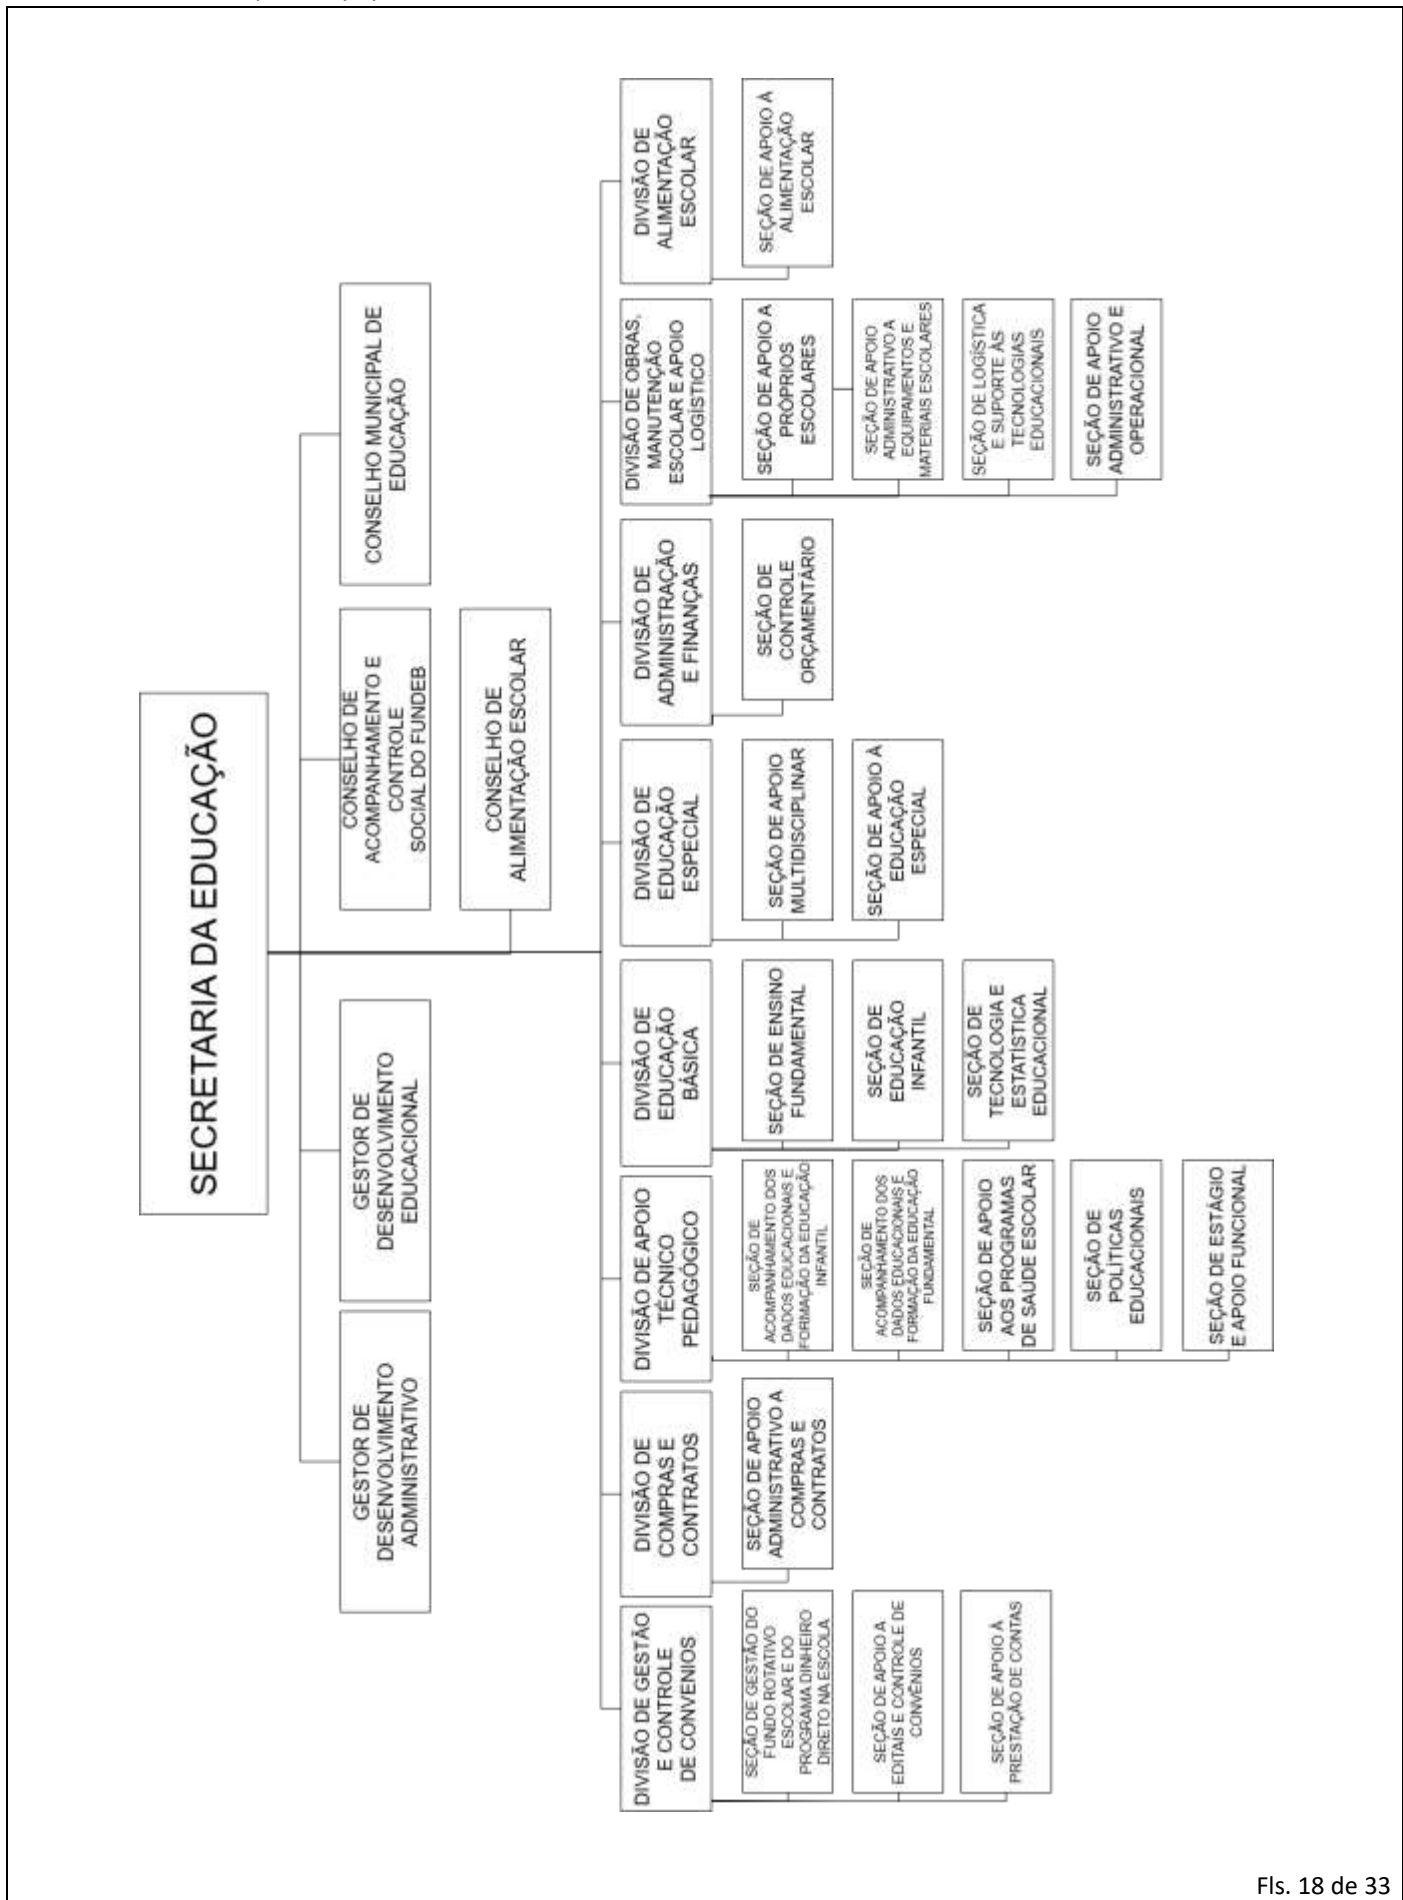 SECRETARIA DA EDUCAÇÃO
GESTOR DE
DESENVOLVIMENTO
ADMINISTRATIVO
GESTOR DE
DESENVOLVIMENTO
EDUCACIONAL
CONSELHO DE
ACOMPANHAMENTO E
CONTROLE
SOCIAL DO FUNDEB
CONSELHO MUNICIPAL DE
EDUCAÇÃO
CONSELHO DE
ALIMENTAÇÃO ESCOLAR
DIVISÃO DE GESTÃO
E CONTROLE
DE CONVENIOS
SEÇÃO DE GESTÃO DO
FUNDO ROTATIVO
ESCOLAR E DO
PROGRAMA DINHEIRO
DIRETO NA ESCOLA
SEÇÃO DE APOIO A
EDITAIS E CONTROLE DE
CONVÊNIOS
SEÇÃO DE APOIO À
PRESTAÇÃO DE CONTAS
DIVISÃO DE
COMPRAS E
CONTRATOS
SEÇÃO DE APOIO
ADMINISTRATIVO A
COMPRAS E
CONTRATOS
DIVISÃO DE APOIO
TÉCNICO
PEDAGÓGICO
SEÇÃO DE
ACOMPANHAMENTO DOS
DADOS EDUCACIONAIS E
FORMAÇÃO DA EDUCAÇÃO
INFANTIL
SEÇÃO DE
ACOMPANHAMENTO DOS
DADOS EDUCACIONAIS E
FORMAÇÃO DA EDUCAÇÃO
FUNDAMENTAL
SEÇÃO DE APOIO
AOS PROGRAMAS
DE SAÚDE ESCOLAR
SEÇÃO DE
POLÍTICAS
EDUCACIONAIS
SEÇÃO DE ESTÁGIO
E APOIO FUNCIONAL
DIVISÃO DE
EDUCAÇÃO
BÁSICA
SEÇÃO DE ENSINO
FUNDAMENTAL
SEÇÃO DE
EDUCAÇÃO
INFANTIL
SEÇÃO DE
TECNOLOGIA E
ESTATÍSTICA
EDUCACIONAL
DIVISÃO DE
EDUCAÇÃO
ESPECIAL
SEÇÃO DE APOIO
MULTIDISCIPLINAR
SEÇÃO DE APOIO À
EDUCAÇÃO
ESPECIAL
DIVISÃO DE
ADMINISTRAÇÃO
E FINANÇAS
SEÇÃO DE
CONTROLE
ORÇAMENTÁRIO
DIVISÃO DE OBRAS,
MANUTENÇÃO
ESCOLAR E APOIO
LOGÍSTICO
SEÇÃO DE APOIO A
PRÓPRIOS
ESCOLARES
SEÇÃO DE APOIO
ADMINISTRATIVO A
EQUIPAMENTOS E
MATERIAIS ESCOLARES
SEÇÃO DE LOGÍSTICA
E SUPORTE ÀS
TECNOLOGIAS
EDUCACIONAIS
SEÇÃO DE APOIO
ADMINISTRATIVO E
OPERACIONAL
DIVISÃO DE
ALIMENTAÇÃO
ESCOLAR
SEÇÃO DE APOIO À
ALIMENTAÇÃO
ESCOLAR
Fls. 18 de 33